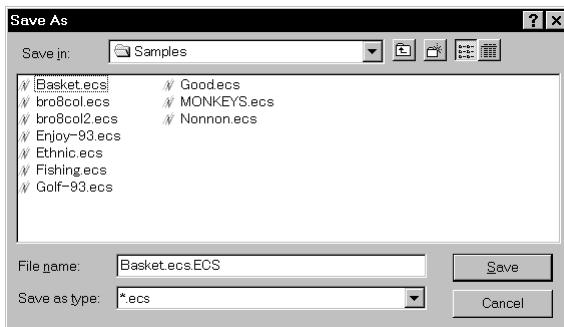 Save As
Save in: Samples
Basket.ecs
bro8col.ecs
bro8col2.ecs
Enjoy-93.ecs
Ethnic.ecs
Fishing.ecs
Golf-93.ecs
Good.ecs
MONKEYS.ecs
Nonnon.ecs
File name: Basket.ecs.ECS
Save
Save as type: *.ecs
Cancel